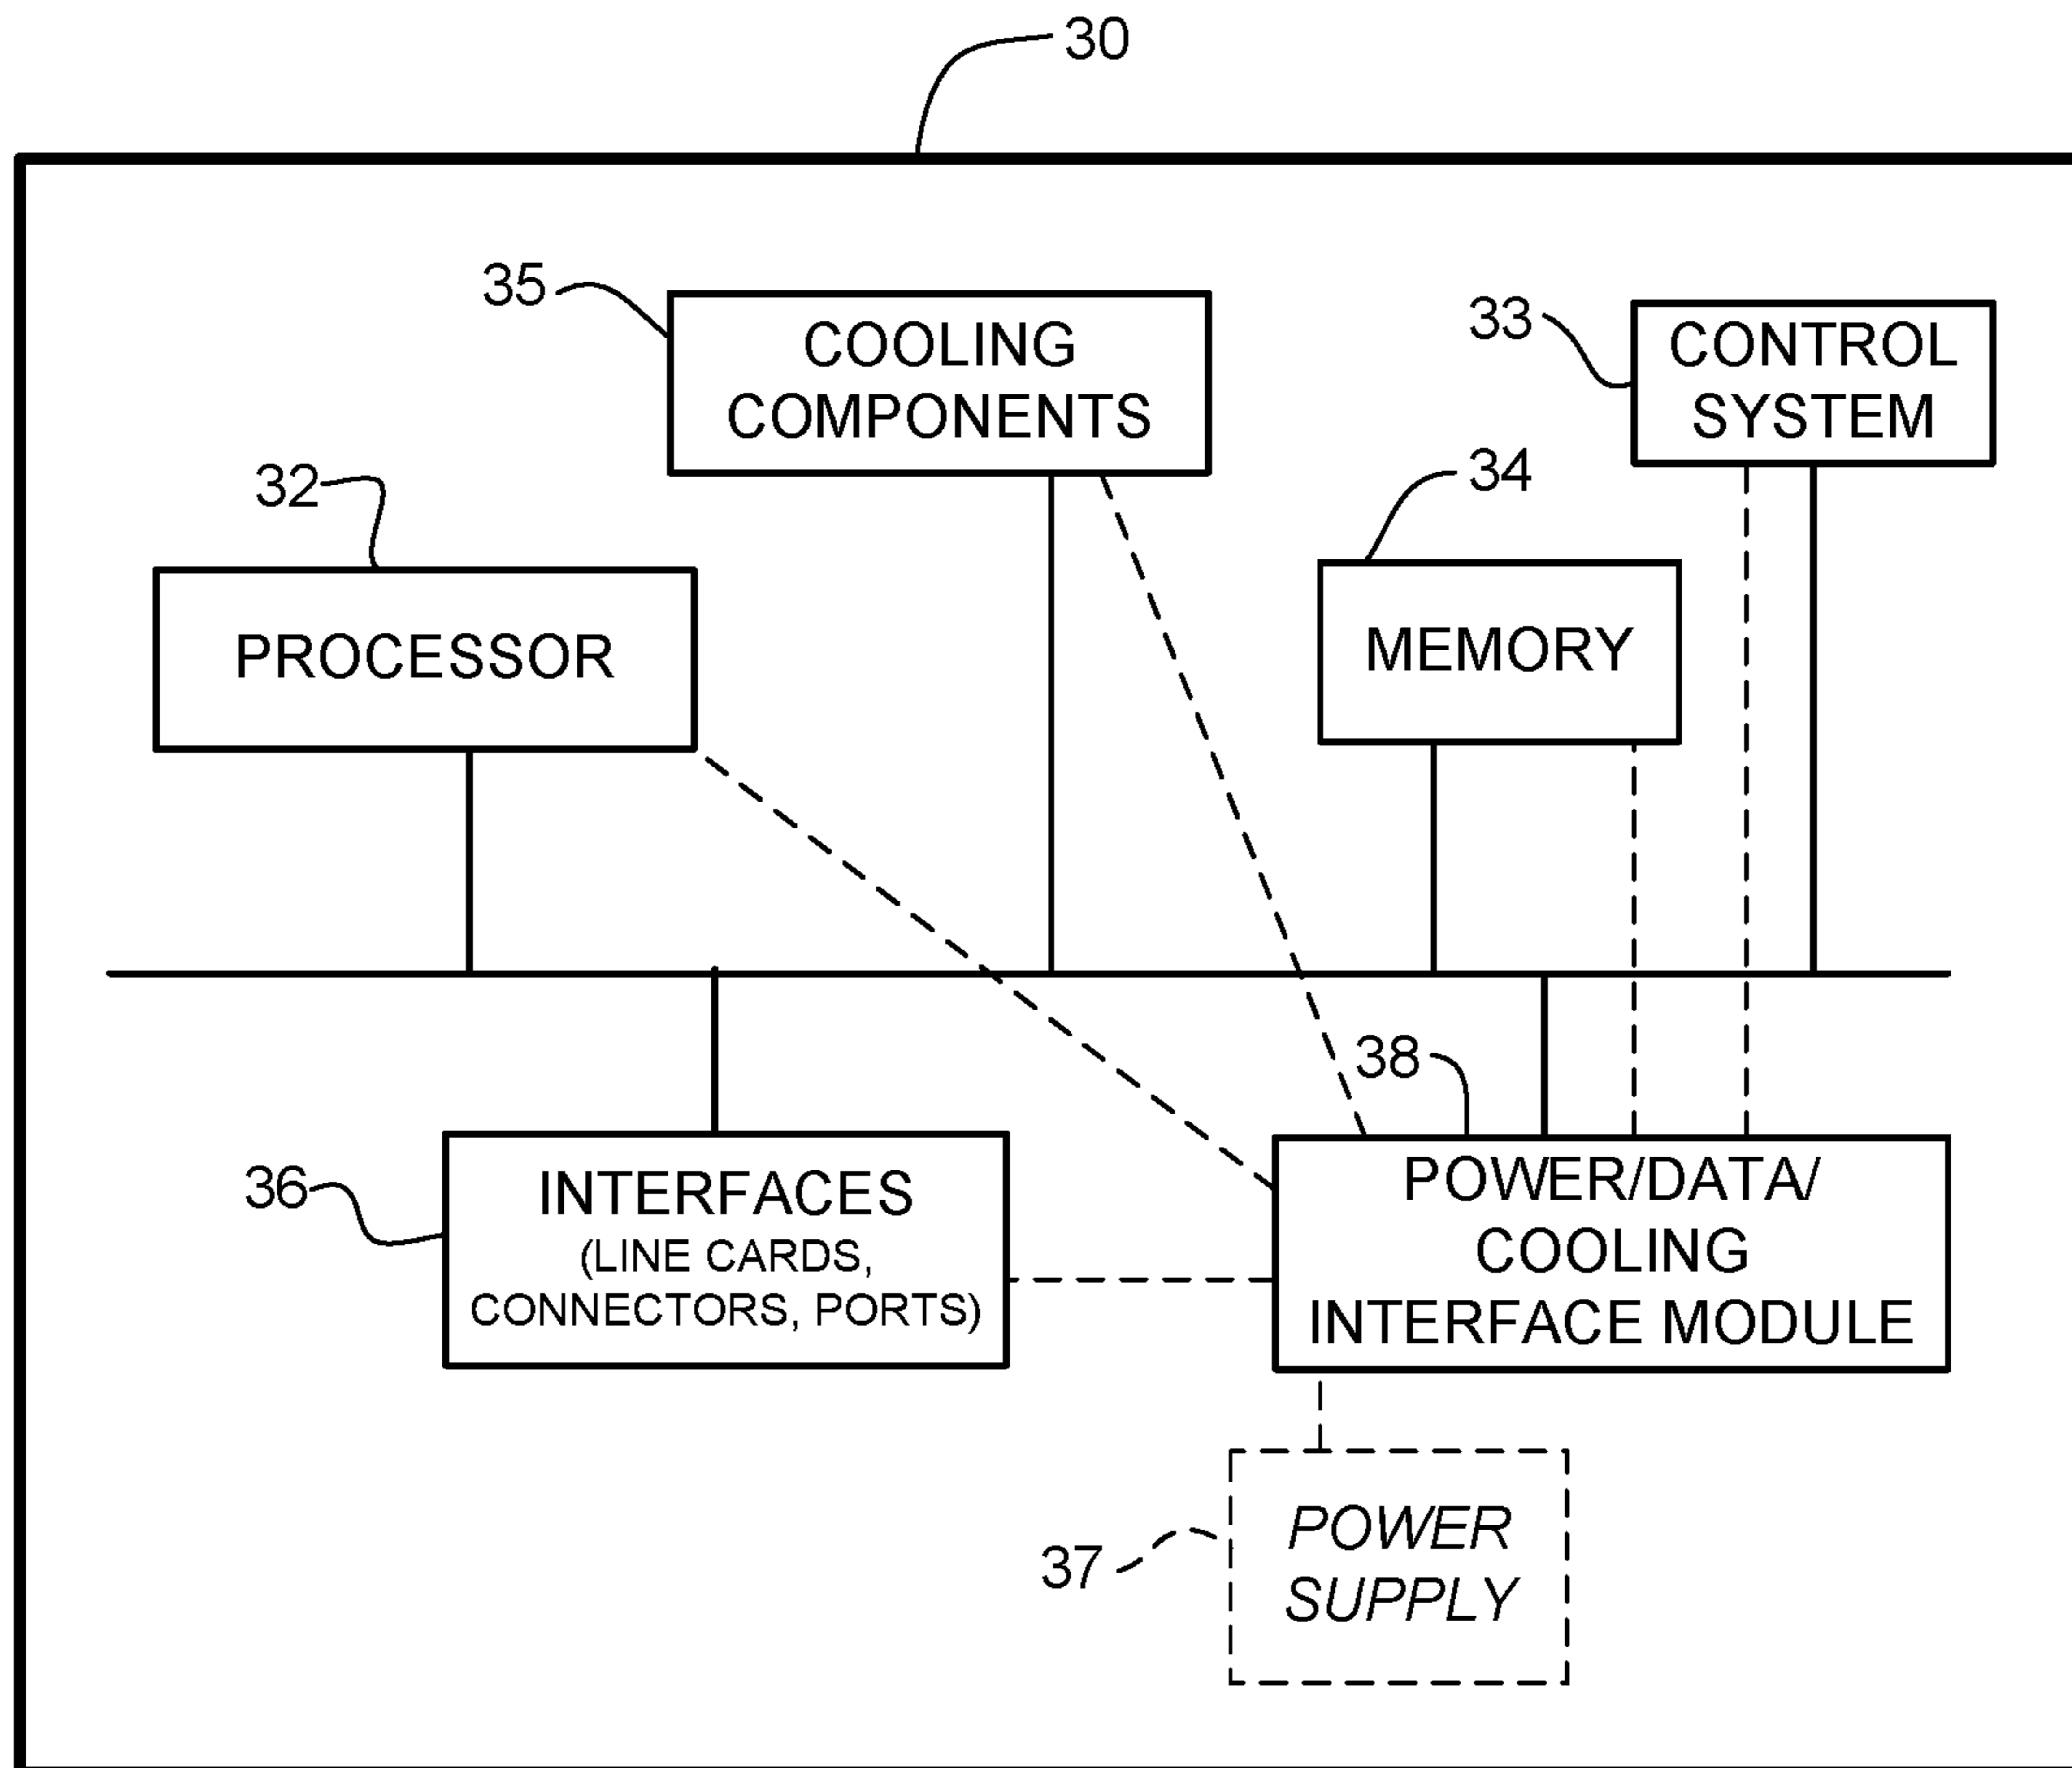 30
35
COOLING
COMPONENTS
33
CONTROL
SYSTEM
32
PROCESSOR
34
MEMORY
38
36
INTERFACES
(LINE CARDS,
CONNECTORS, PORTS)
POWER/DATA/
COOLING
INTERFACE MODULE
37
POWER
SUPPLY